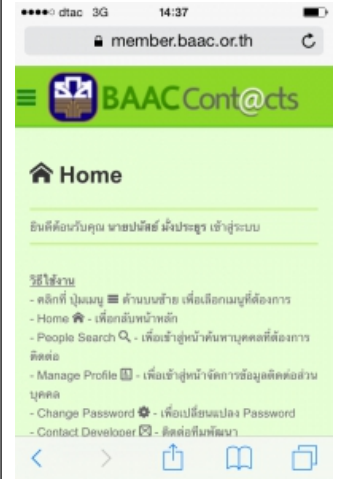 dtac 3G 14:37
member.baac.or.th
BAAC Cont@cts
Home
ยินดีต้อนรับคุณ นายปนัสย์ มั่งประยูร เข้าสู่ระบบ
วิธีใช้งาน
- คลิกที่ ปุ่มเมนู ด้านบนซ้าย เพื่อเลือกเมนูที่ต้องการ
- Home - เพื่อกลับหน้าหลัก
- People Search - เพื่อเข้าสู่หน้าค้นหาบุคคลที่ต้องการ
ติดต่อ
- Manage Profile - เพื่อเข้าสู่หน้าจัดการข้อมูลติดต่อส่วน
บุคคล
- Change Password - เพื่อเปลี่ยนแปลง Password
- Contact Developer - ติดต่อทีมพัฒนา